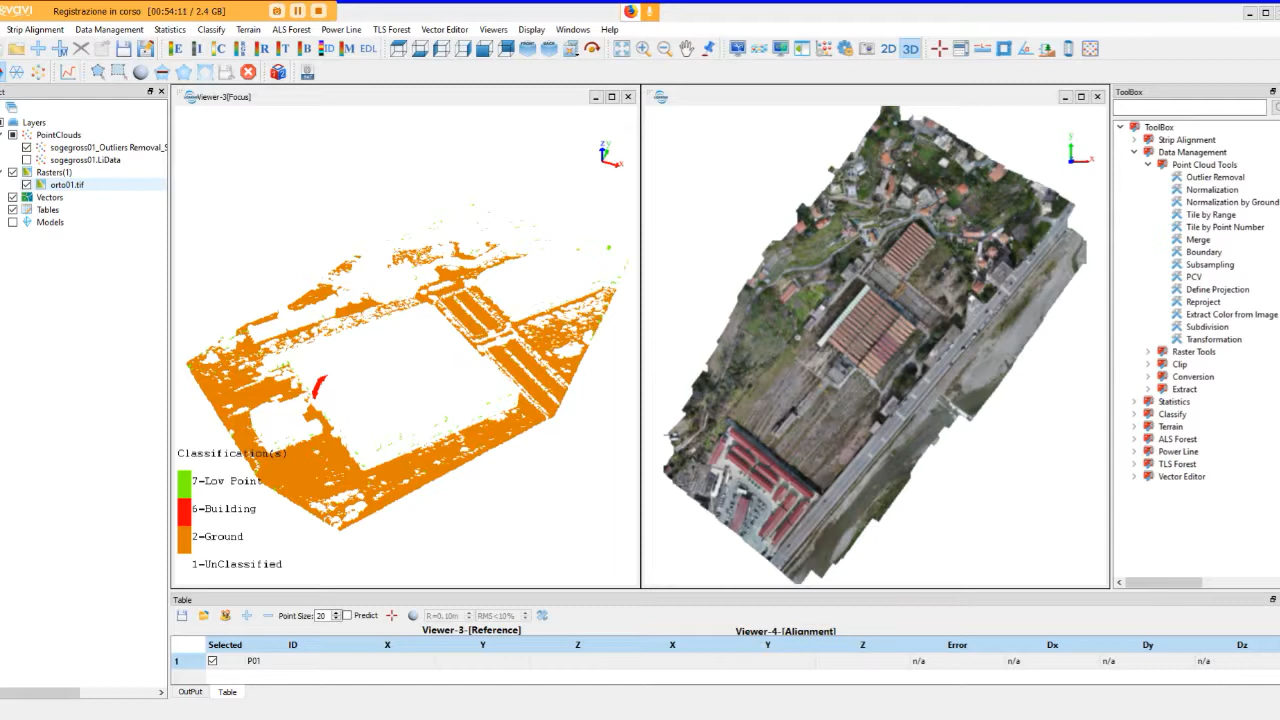 Registrazione in corso [00:54:11 / 2.4 GB]
Strip Alignment Data Management Statistics Classify Terrain ALS Forest Power Line TLS Forest Vector Editor Viewers Display Windows Help
E I C R T B ID M EDL 2D 3D
Viewer-3[Focus]
Layers
PointClouds
sogegross01_Outliers Removal_S
sogegross01.LiData
Rasters(1)
orto01.tif
Vectors
Tables
Models
z y x
Classification(s)
7-Low Point
6-Building
2-Ground
1-UnClassified
y x
ToolBox
ToolBox
Strip Alignment
Data Management
Point Cloud Tools
Outlier Removal
Normalization
Normalization by Ground
Tile by Range
Tile by Point Number
Merge
Boundary
Subsampling
PCV
Define Projection
Reproject
Extract Color from Image
Subdivision
Transformation
Raster Tools
Clip
Conversion
Extract
Statistics
Classify
Terrain
ALS Forest
Power Line
TLS Forest
Vector Editor
Table
Point Size: 20 Predict R=0.10m RMS<10%
Viewer-3-[Reference] Viewer-4-[Alignment]
Selected ID X Y Z X Y Z Error Dx Dy Dz
1 P01 n/a n/a n/a n/a
OutPut Table